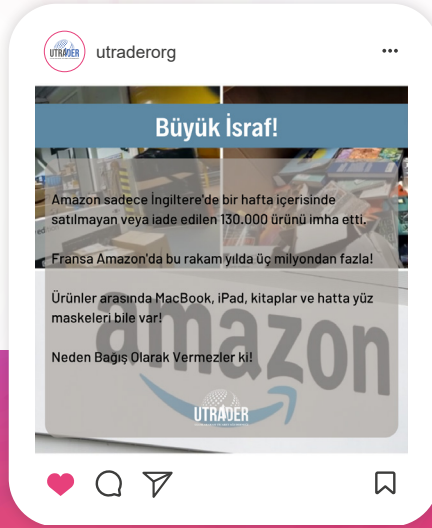 UTRADER
utraderorg
Büyük İsraf!
Amazon sadece İngiltere'de bir hafta içerisinde
satılmayan veya iade edilen 130.000 ürünü imha etti.
Fransa Amazon'da bu rakam yılda üç milyondan fazla!
Ürünler arasında MacBook, iPad, kitaplar ve hatta yüz
maskeleri bile var!
Neden Bağış Olarak Vermezler ki!
amazon
UTRADER